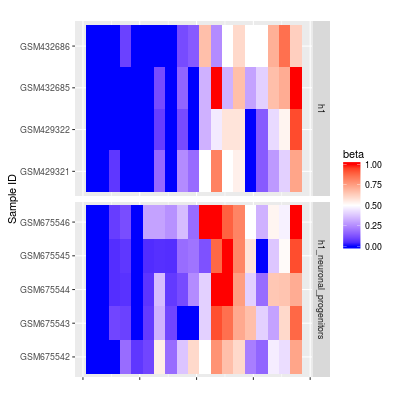 Sample ID
GSM432686
GSM432685
GSM429322
GSM429321
h1
GSM675546
GSM675545
GSM675544
GSM675543
GSM675542
h1_neuronal_progenitors
beta
1.00
0.75
0.50
0.25
0.00